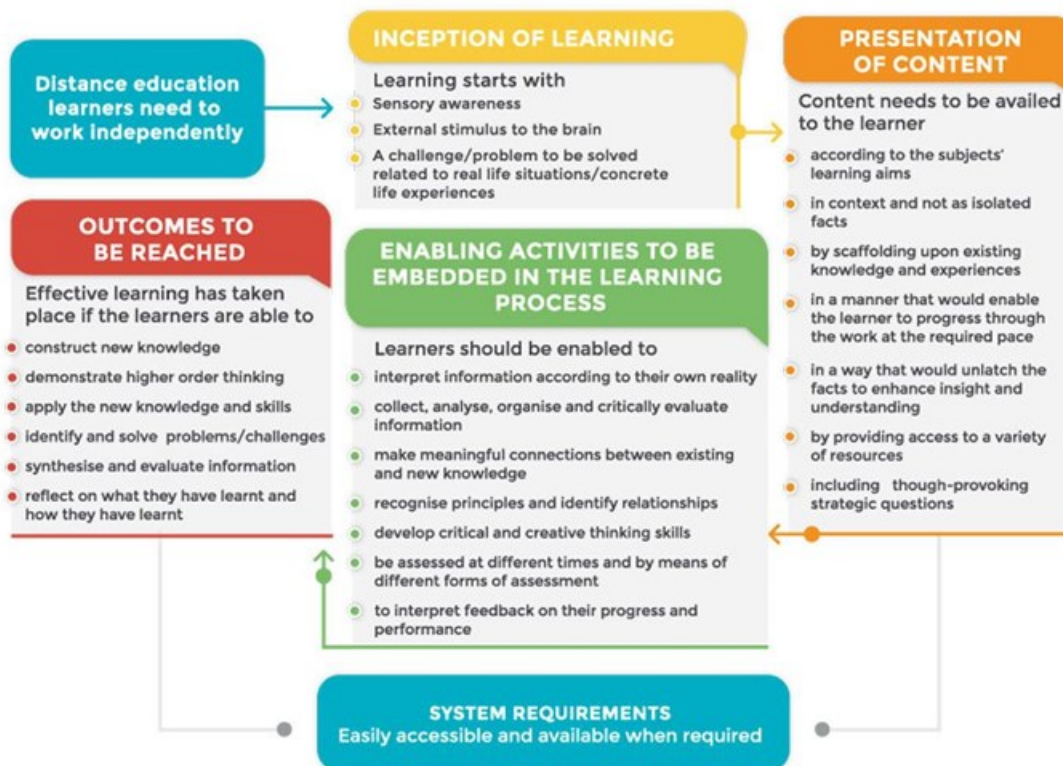 Distance education
learners need to
work independently
INCEPTION OF LEARNING
Learning starts with
Sensory awareness
External stimulus to the brain
A challenge/problem to be solved
related to real life situations/concrete
life experiences
PRESENTATION
OF CONTENT
Content needs to be availed
to the learner
according to the subjects'
learning aims
in context and not as isolated
facts
by scaffolding upon existing
knowledge and experiences
in a manner that would enable
the learner to progress through
the work at the required pace
in a way that would unlatch the
facts to enhance insight and
understanding
by providing access to a variety
of resources
including though-provoking
strategic questions
ENABLING ACTIVITIES TO BE
EMBEDDED IN THE LEARNING
PROCESS
Learners should be enabled to
interpret information according to their own reality
collect, analyse, organise and critically evaluate
information
make meaningful connections between existing
and new knowledge
recognise principles and identify relationships
develop critical and creative thinking skills
be assessed at different times and by means of
different forms of assessment
to interpret feedback on their progress and
performance
OUTCOMES TO
BE REACHED
Effective learning has taken
place if the learners are able to
construct new knowledge
demonstrate higher order thinking
apply the new knowledge and skills
identify and solve problems/challenges
synthesise and evaluate information
reflect on what they have learnt and
how they have learnt
SYSTEM REQUIREMENTS
Easily accessible and available when required